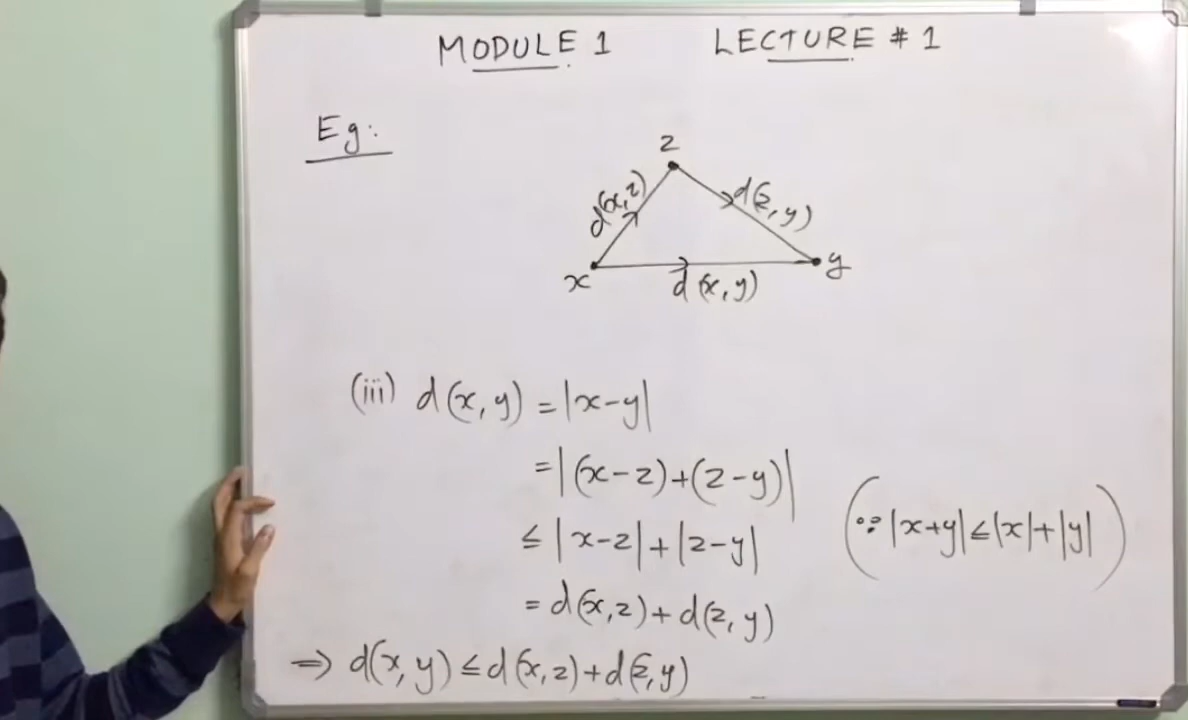 MODULE 1 LECTURE # 1
Eg:
z
d(x,z) d(z,y)
x y
d(x,y)
(iii) d(x,y) = |x-y|
= |(x-z)+(z-y)|
≤ |x-z|+|z-y| (∵ |x+y|≤|x|+|y|)
= d(x,z)+d(z,y)
⇒ d(x,y) ≤ d(x,z)+d(z,y)